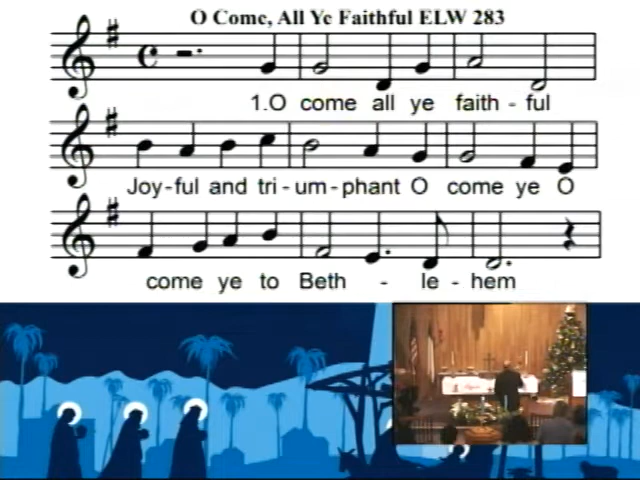 O Come, All Ye Faithful ELW 283
1.O come all ye faith - ful
Joy-ful and tri-um-phant O come ye O
come ye to Beth - le - hem